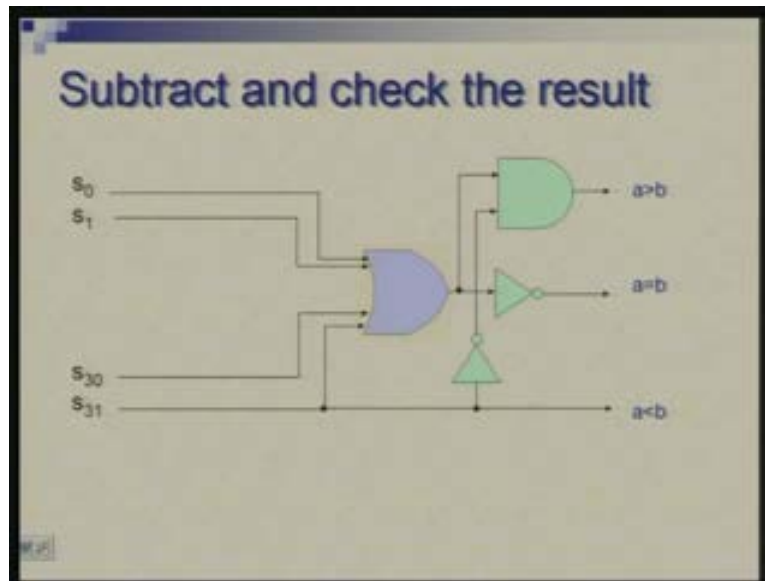 Subtract and check the result
s0
s1
s30
s31
a>b
a=b
a<b